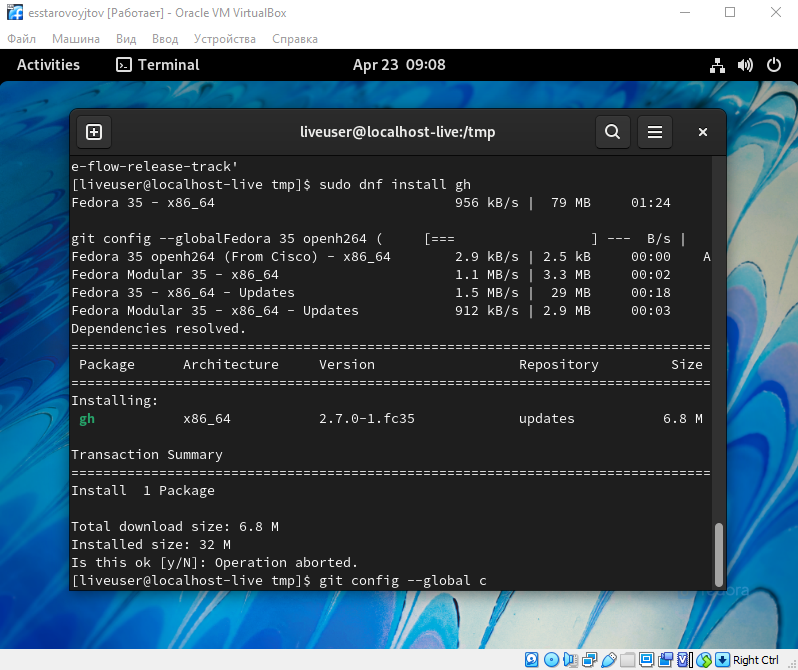 esstarovoyjtov [Работает] - Oracle VM VirtualBox
Файл Машина Вид Ввод Устройства Справка
Activities Terminal Apr 23 09:08
liveuser@localhost-live:/tmp
e-flow-release-track'
[liveuser@localhost-live tmp]$ sudo dnf install gh
Fedora 35 - x86_64 956 kB/s | 79 MB 01:24
git config --globalFedora 35 openh264 ( [=== ] --- B/s |
Fedora 35 openh264 (From Cisco) - x86_64 2.9 kB/s | 2.5 kB 00:00 A
Fedora Modular 35 - x86_64 1.1 MB/s | 3.3 MB 00:02
Fedora 35 - x86_64 - Updates 1.5 MB/s | 29 MB 00:18
Fedora Modular 35 - x86_64 - Updates 912 kB/s | 2.9 MB 00:03
Dependencies resolved.
================================================================================
Package Architecture Version Repository Size
================================================================================
Installing:
gh x86_64 2.7.0-1.fc35 updates 6.8 M
Transaction Summary
================================================================================
Install 1 Package
Total download size: 6.8 M
Installed size: 32 M
Is this ok [y/N]: Operation aborted.
[liveuser@localhost-live tmp]$ git config --global c
fedora
Right Ctrl